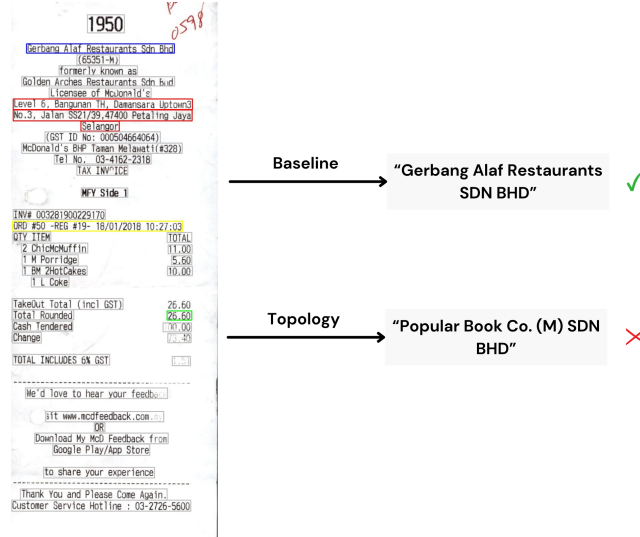 1950
0598
Gerbang Alaf Restaurants Sdn Bhd
(65351-M)
formerly known as
Golden Arches Restaurants Sdn Bhd
Licensee of McDonald's
Level 6, Bangunan TH, Damansara Uptown3
No.3, Jalan SS21/39,47400 Petaling Jaya
Selangor
(GST ID No: 000504664064)
McDonald's BHP Taman Melawati(#328)
Tel No. 03-4162-2318
TAX INVOICE
MFY Side 1
INV# 003281900229170
ORD #50 -REG #19- 18/01/2018 10:27:03
QTY ITEM TOTAL
2 ChicMcMuffin 11.00
1 M Porridge 5.60
1 BM 2HotCakes 10.00
1 L Coke
TakeOut Total (incl GST) 26.60
Total Rounded 26.60
Cash Tendered
Change
TOTAL INCLUDES 6% GST
We'd love to hear your feedback
sit www.mcdfeedback.com
OR
Download My McD Feedback from
Google Play/App Store
to share your experience
Thank You and Please Come Again.
Customer Service Hotline : 03-2726-5600
Baseline
“Gerbang Alaf Restaurants
SDN BHD”
Topology
“Popular Book Co. (M) SDN
BHD”